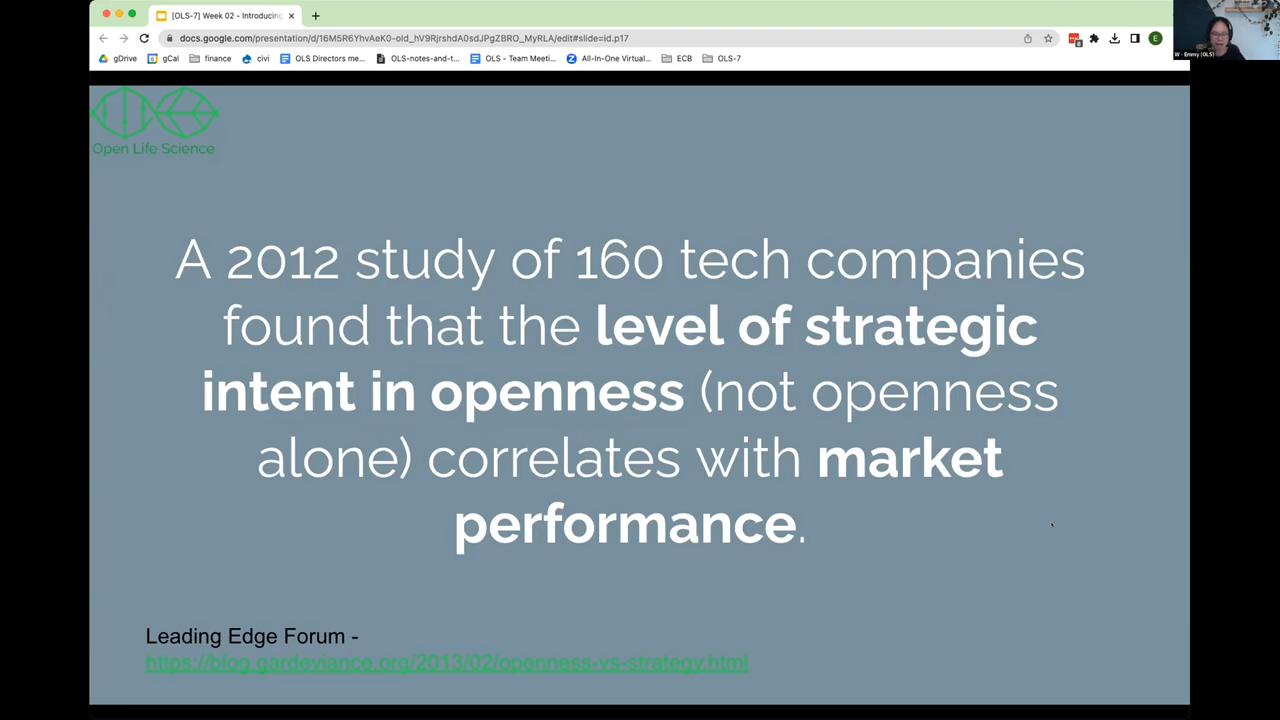 [OLS-7] Week 02 - Introducing
docs.google.com/presentation/d/16M5R6YhvAeK0-old_hV9RjrshdA0sdJPgZBRO_MyRLA/edit#slide=id.p17
gDrive gCal finance civi OLS Directors me... OLS-notes-and-t... OLS - Team Meeti... All-In-One Virtual... ECB OLS-7
E
W - Emmy (OLS)
Open Life Science
A 2012 study of 160 tech companies
found that the level of strategic
intent in openness (not openness
alone) correlates with market
performance.
Leading Edge Forum -
https://blog.gardeviance.org/2013/02/openness-vs-strategy.html